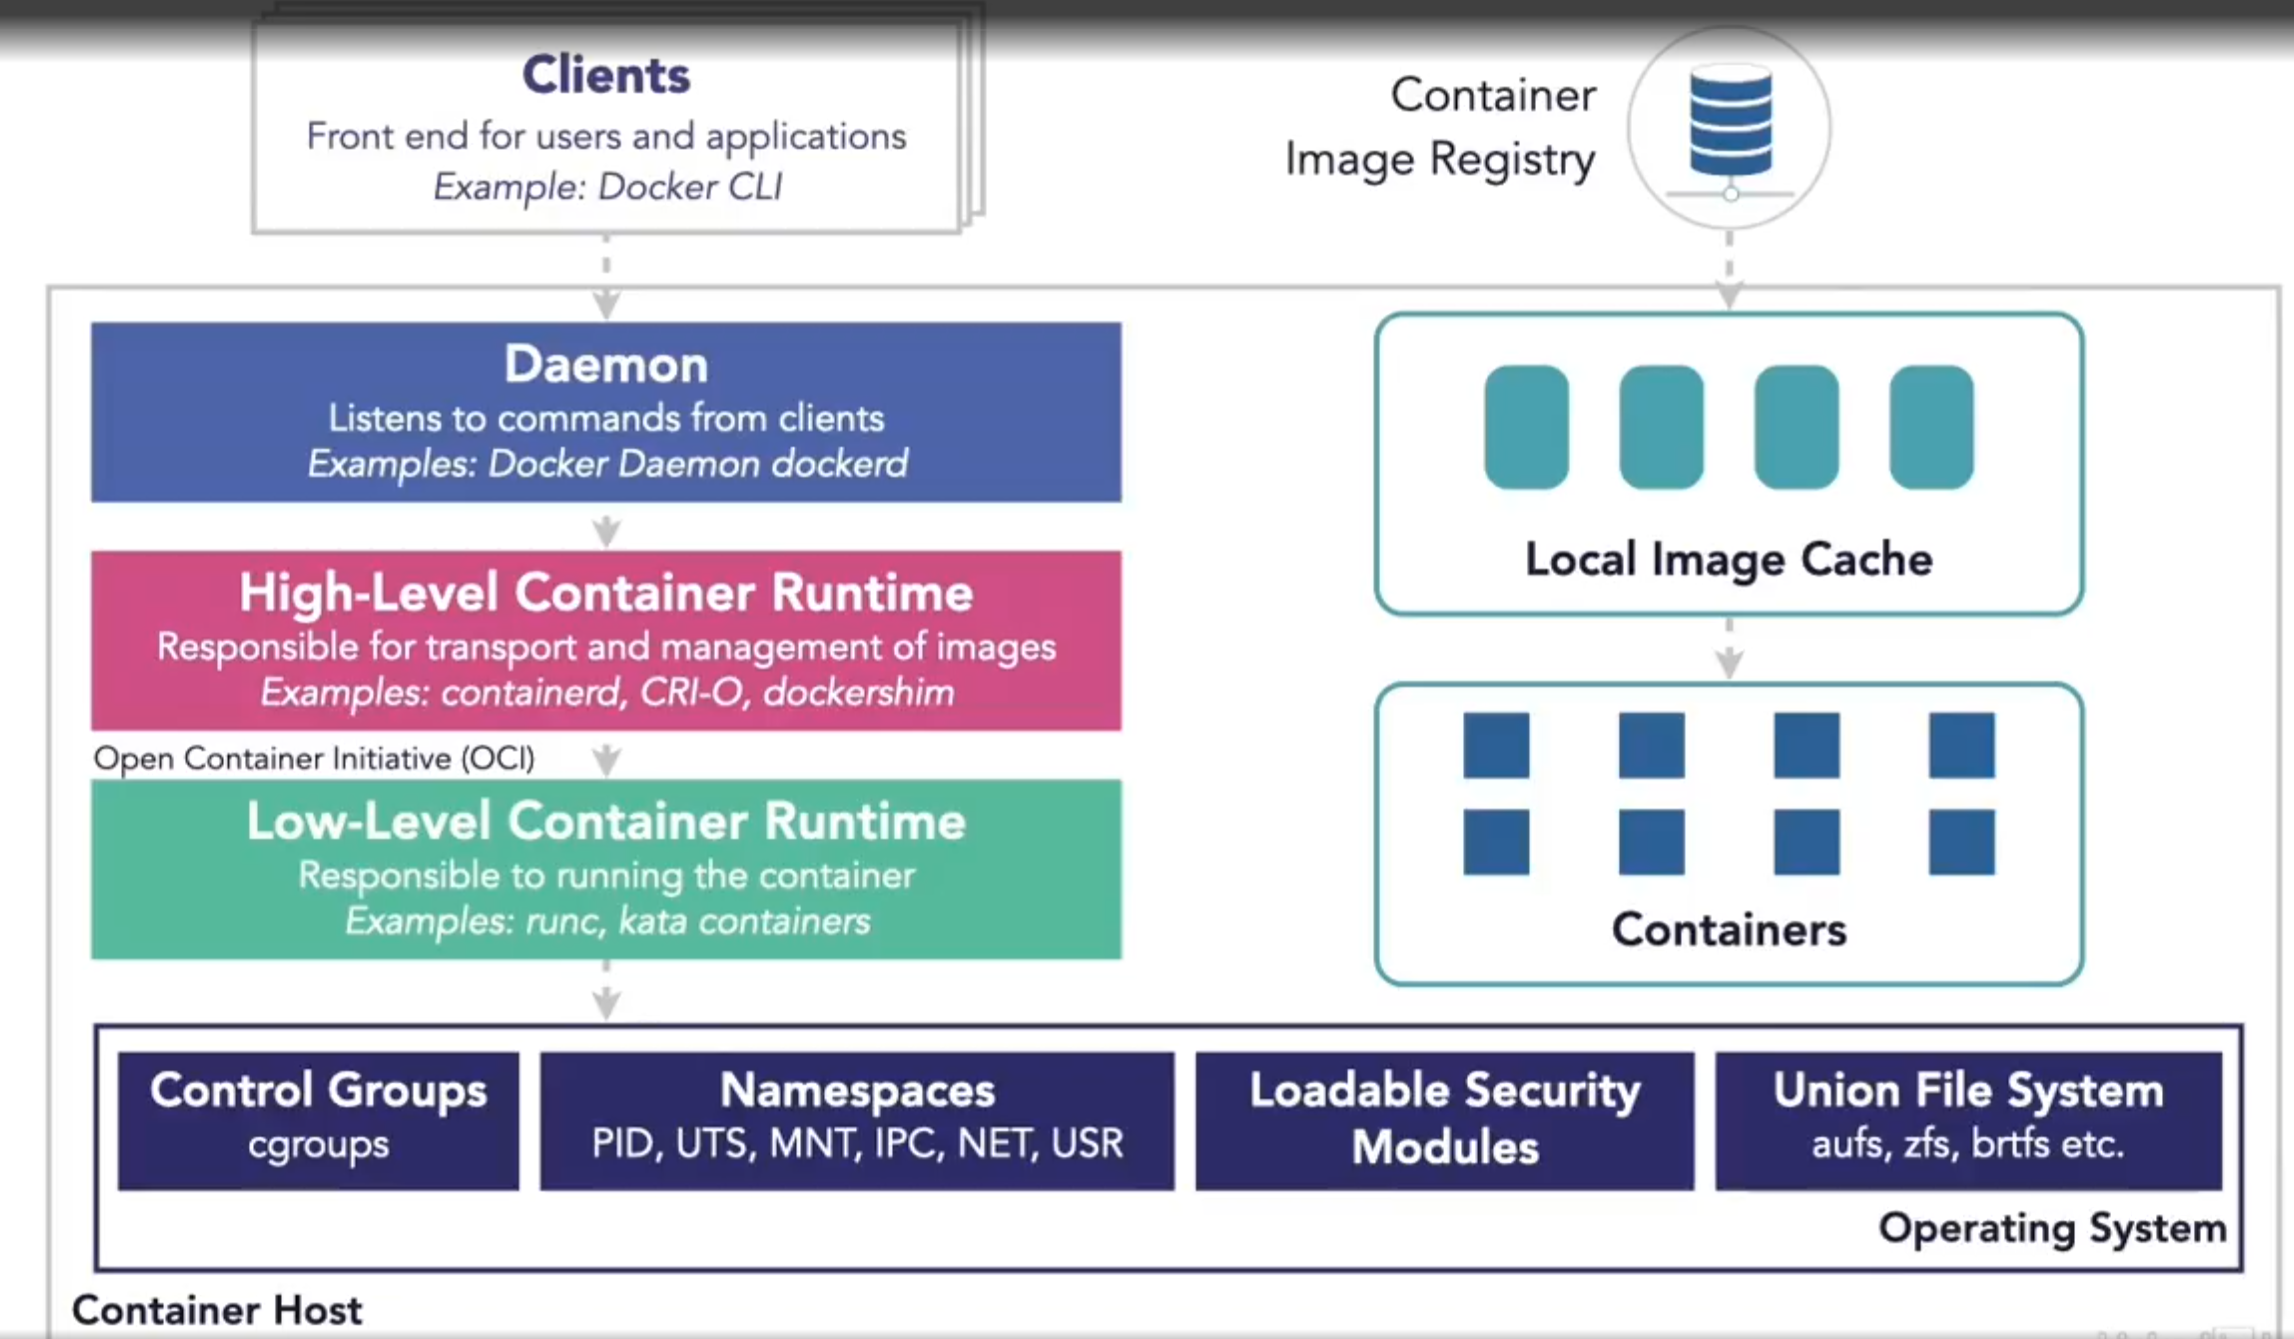 Clients
Front end for users and applications
Example: Docker CLI
Container
Image Registry
Daemon
Listens to commands from clients
Examples: Docker Daemon dockerd
High-Level Container Runtime
Responsible for transport and management of images
Examples: containerd, CRI-O, dockershim
Open Container Initiative (OCI)
Low-Level Container Runtime
Responsible to running the container
Examples: runc, kata containers
Local Image Cache
Containers
Control Groups
cgroups
Namespaces
PID, UTS, MNT, IPC, NET, USR
Loadable Security
Modules
Union File System
aufs, zfs, brtfs etc.
Operating System
Container Host